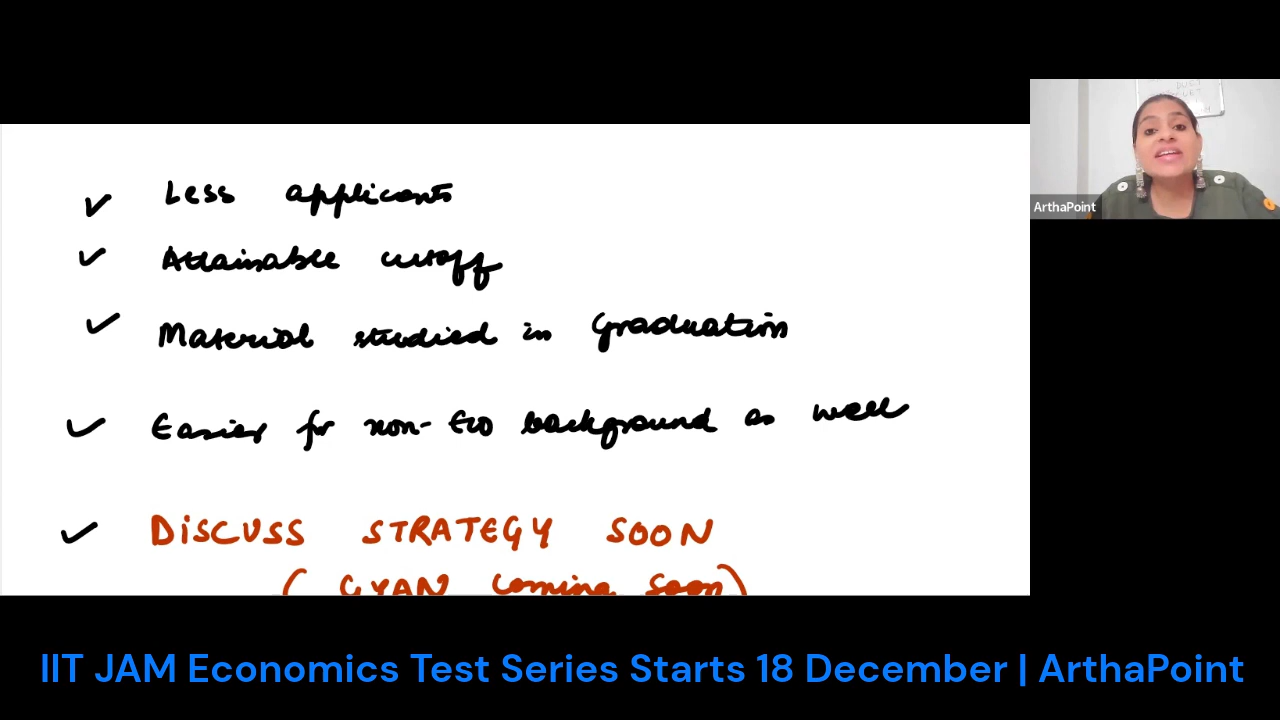 Less applicants
Attainable cutoff
Material studied in Graduation
Easier for non-Eco background as well
DISCUSS STRATEGY SOON
( GYAN coming soon)
ArthaPoint
IIT JAM Economics Test Series Starts 18 December | ArthaPoint